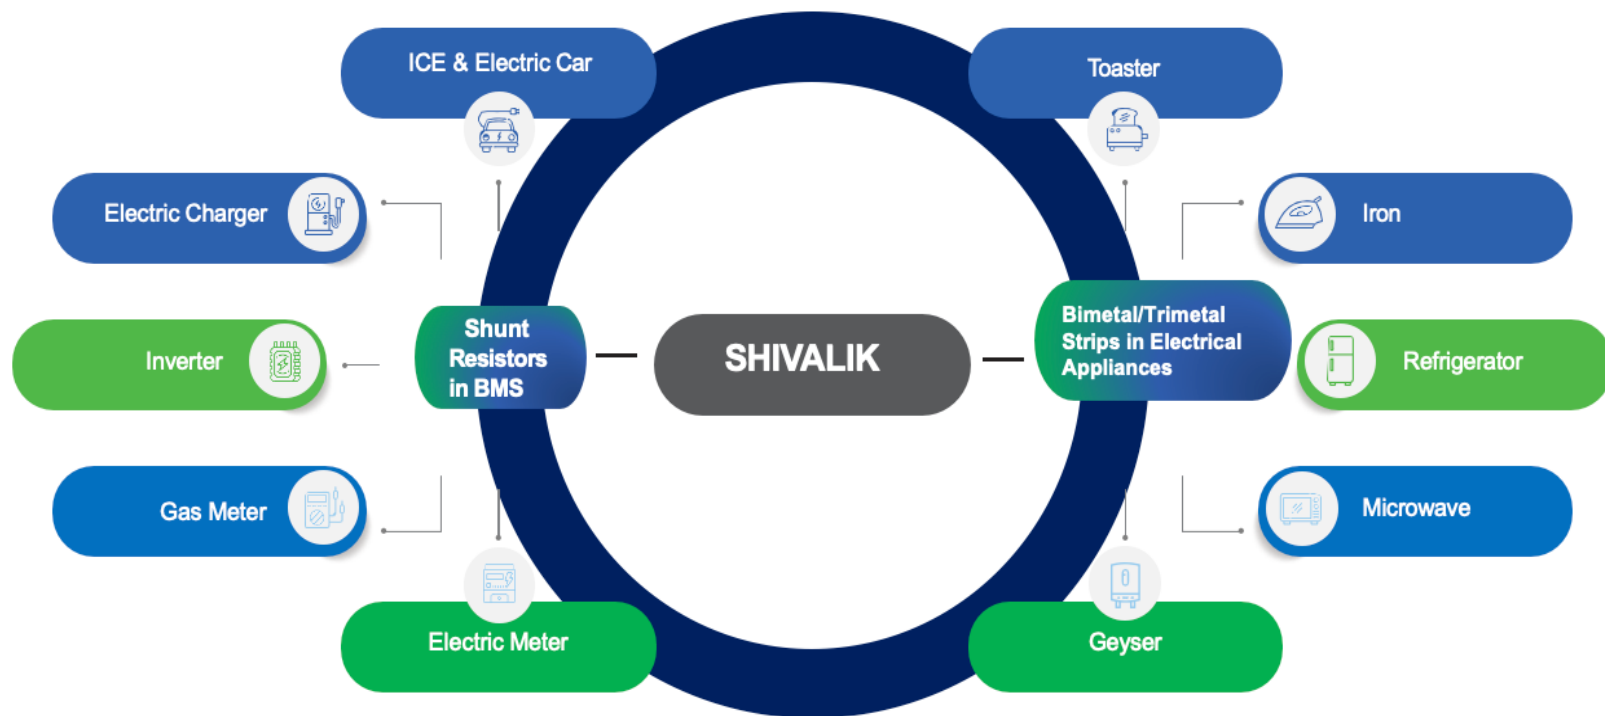 ICE & Electric Car
Toaster
Electric Charger
Iron
Shunt
Resistors
in BMS
SHIVALIK
Bimetal/Trimetal
Strips in Electrical
Appliances
Inverter
Refrigerator
Gas Meter
Microwave
Electric Meter
Geyser